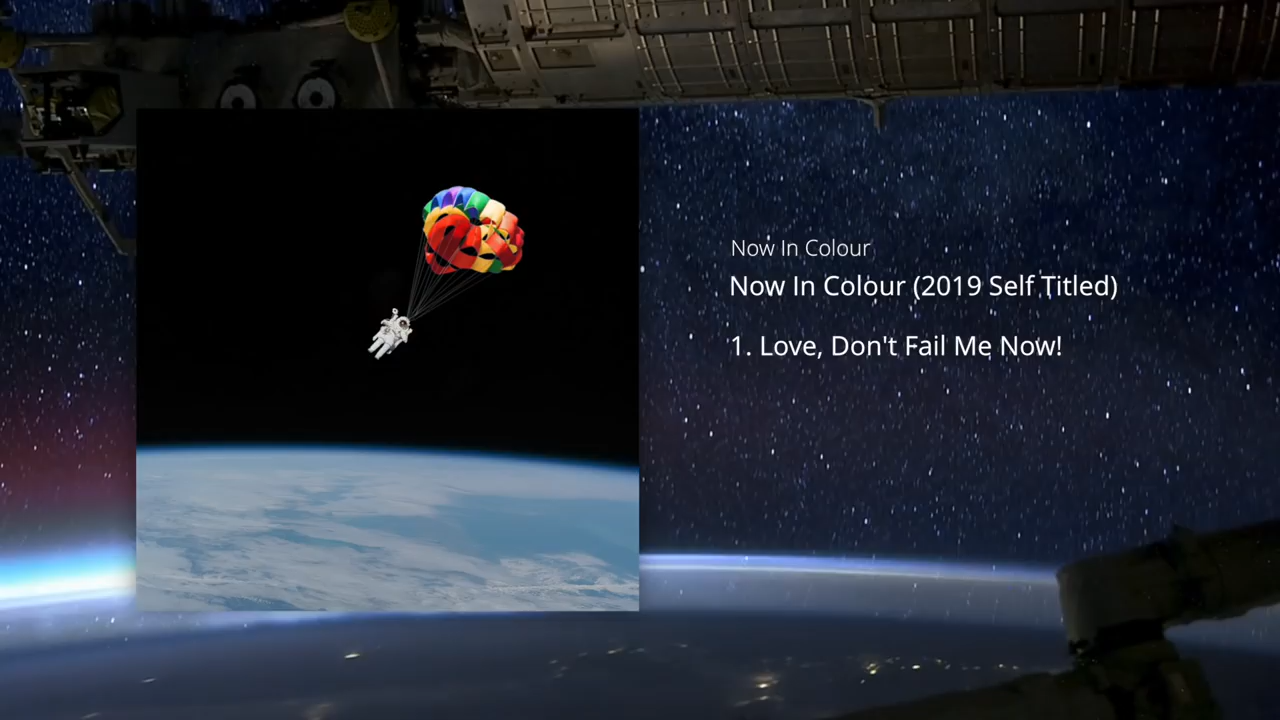 Now In Colour
Now In Colour (2019 Self Titled)
1. Love, Don't Fail Me Now!